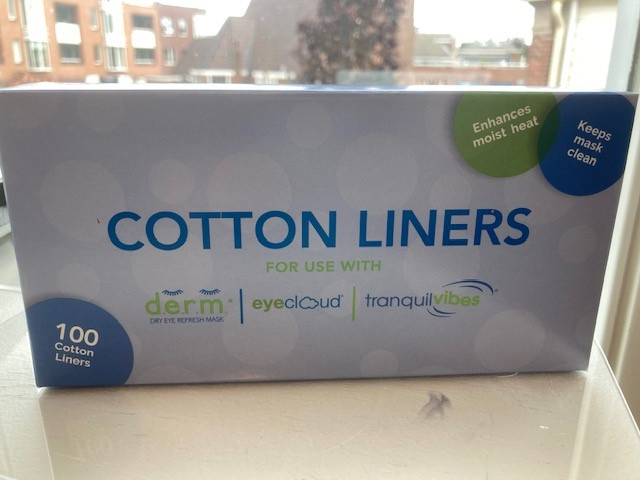 Enhances
moist heat
Keeps
mask
clean
COTTON LINERS
FOR USE WITH
d.e.r.m.®
DRY EYE REFRESH MASK
eyecloud®
tranquilvibes®
100
Cotton
Liners